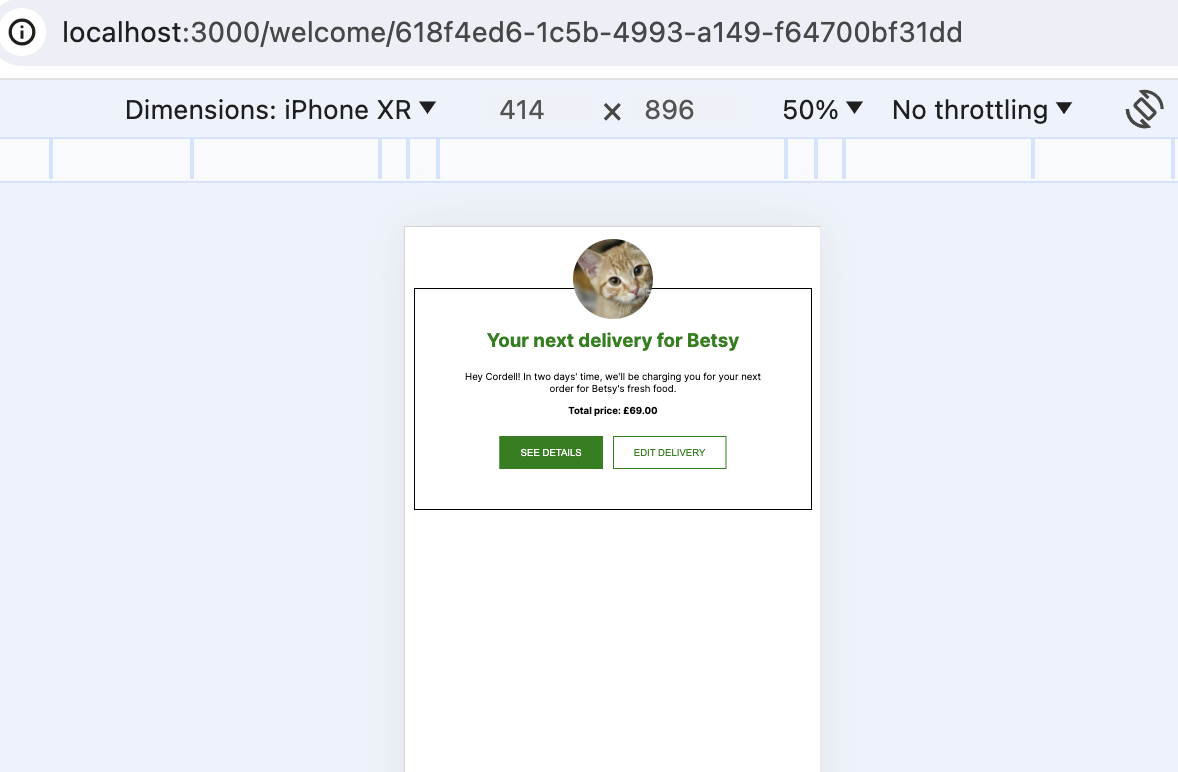 localhost:3000/welcome/618f4ed6-1c5b-4993-a149-f64700bf31dd
Dimensions: iPhone XR 414 × 896 50% No throttling
Your next delivery for Betsy
Hey Cordell! In two days' time, we'll be charging you for your next
order for Betsy's fresh food.
Total price: £69.00
SEE DETAILS EDIT DELIVERY